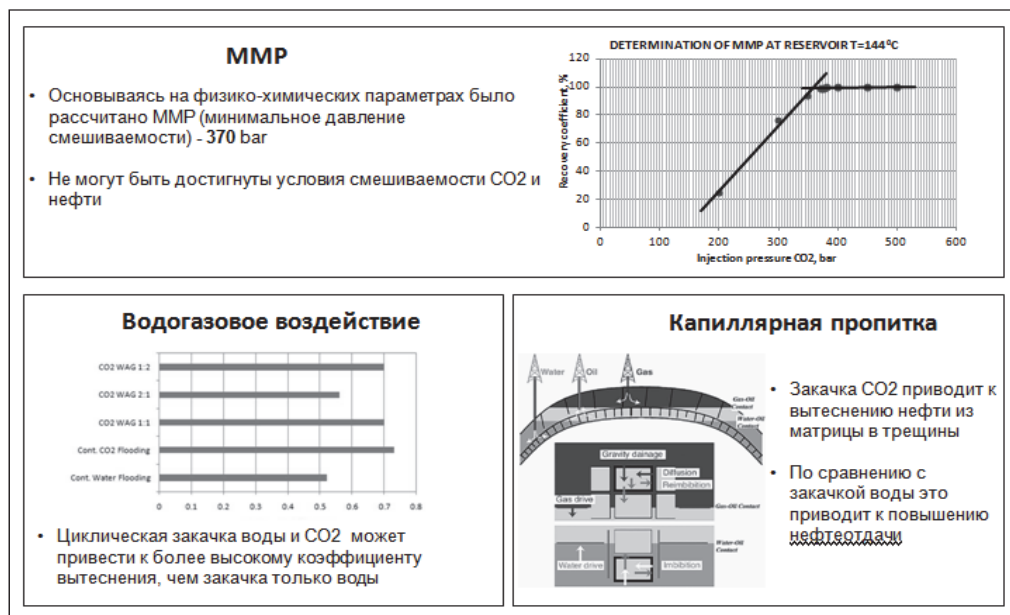 MMP
• Основываясь на физико-химических параметрах было
рассчитано MMP (минимальное давление
смешиваемости) - 370 bar
• Не могут быть достигнуты условия смешиваемости CO2 и
нефти
DETERMINATION OF MMP AT RESERVOIR T=144⁰C
Recovery coefficient, %
120
100
80
60
40
20
0
0 100 200 300 400 500 600
Injection pressure CO2, bar
Водогазовое воздействие
CO2 WAG 1:2
CO2 WAG 2:1
CO2 WAG 1:1
Cont. CO2 Flooding
Cont. Water Flooding
0 0.1 0.2 0.3 0.4 0.5 0.6 0.7 0.8
• Циклическая закачка воды и CO2 может
привести к более высокому коэффициенту
вытеснения, чем закачка только воды
Капиллярная пропитка
Water Oil Gas
Gas-Oil
Contact
Water-Oil
Contact
Gravity dainage
Diffusion
Reimbibition
Gas drive
Gas-Oil Contact
Water-Oil
Contact
Water drive
Imbibition
• Закачка CO2 приводит к
вытеснению нефти из
матрицы в трещины
• По сравнению с
закачкой воды это
приводит к повышению
нефтеотдачи